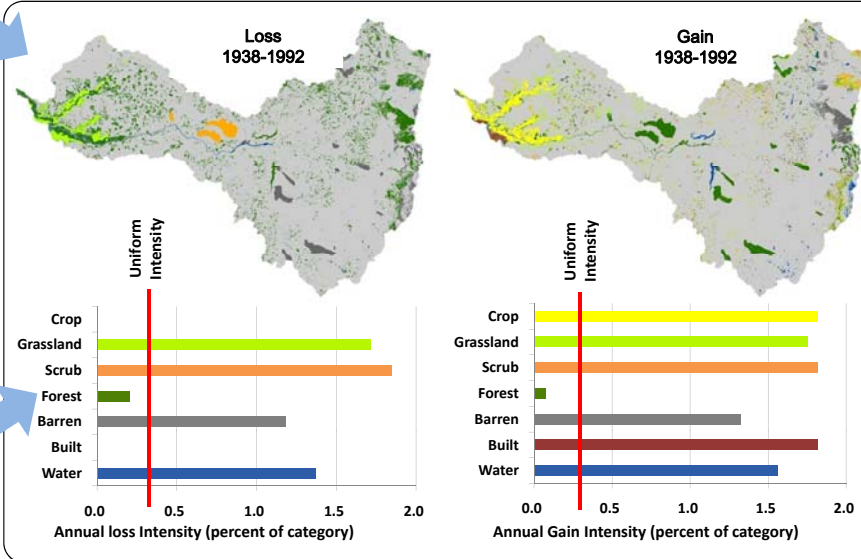 Loss
1938-1992
Uniform
Intensity
Crop
Grassland
Scrub
Forest
Barren
Built
Water
0.0 0.5 1.0 1.5 2.0
Annual loss Intensity (percent of category)
Gain
1938-1992
Uniform
Intensity
Crop
Grassland
Scrub
Forest
Barren
Built
Water
0.0 0.5 1.0 1.5 2.0
Annual Gain Intensity (percent of category)